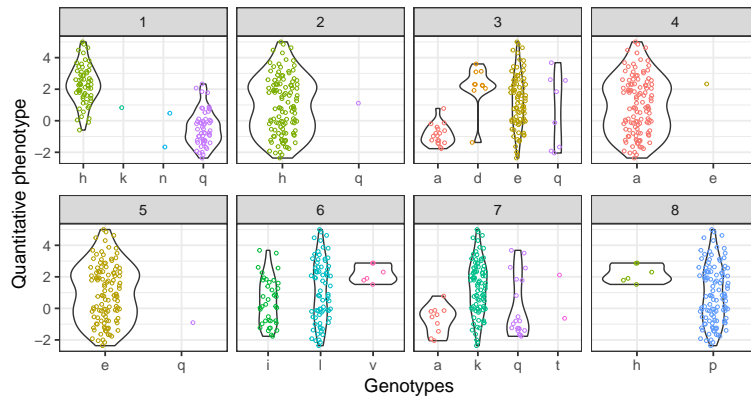 1 2 3 4
Quantitative phenotype
4
2
0
−2
h k n q h q a d e q a e
5 6 7 8
4
2
0
−2
e q i l v a k q t h p
Genotypes